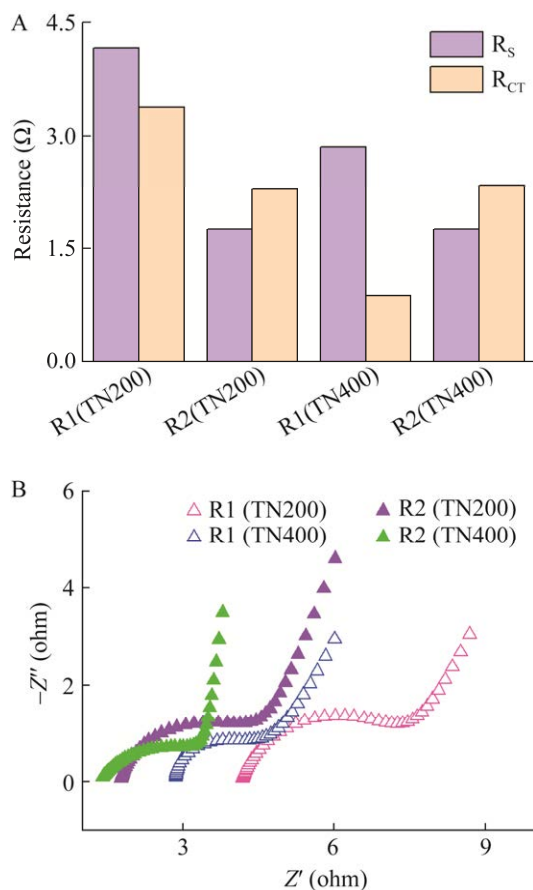 A
4.5
3.0
1.5
0.0
Resistance (Ω)
R_S
R_CT
R1(TN200)
R2(TN200)
R1(TN400)
R2(TN400)
B
6
4
2
0
−Z″ (ohm)
R1 (TN200) R2 (TN200)
R1 (TN400) R2 (TN400)
3 6 9
Z′ (ohm)